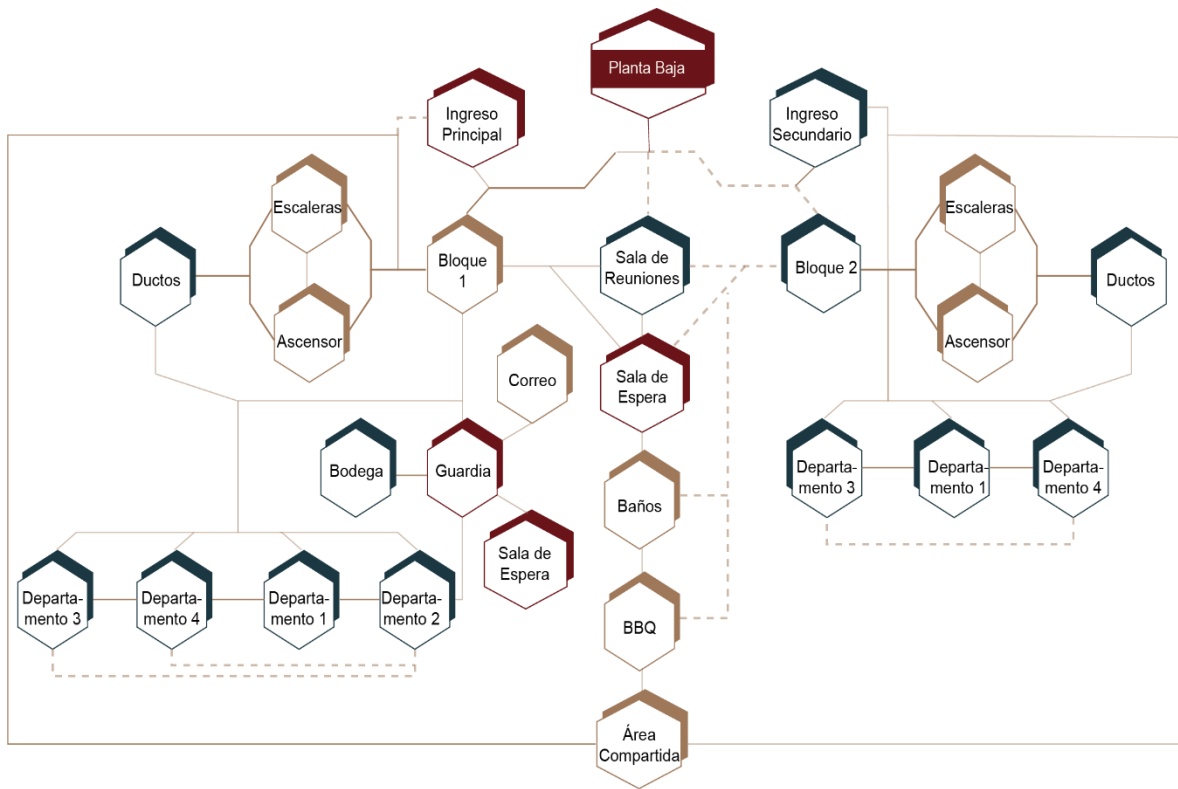 Planta Baja
Ingreso
Principal
Ingreso
Secundario
Escaleras
Escaleras
Ductos
Bloque
1
Sala de
Reuniones
Bloque 2
Ductos
Ascensor
Ascensor
Correo
Sala de
Espera
Bodega
Guardia
Departa-
mento 3
Departa-
mento 1
Departa-
mento 4
Baños
Sala de
Espera
Departa-
mento 3
Departa-
mento 4
Departa-
mento 1
Departa-
mento 2
BBQ
Área
Compartida